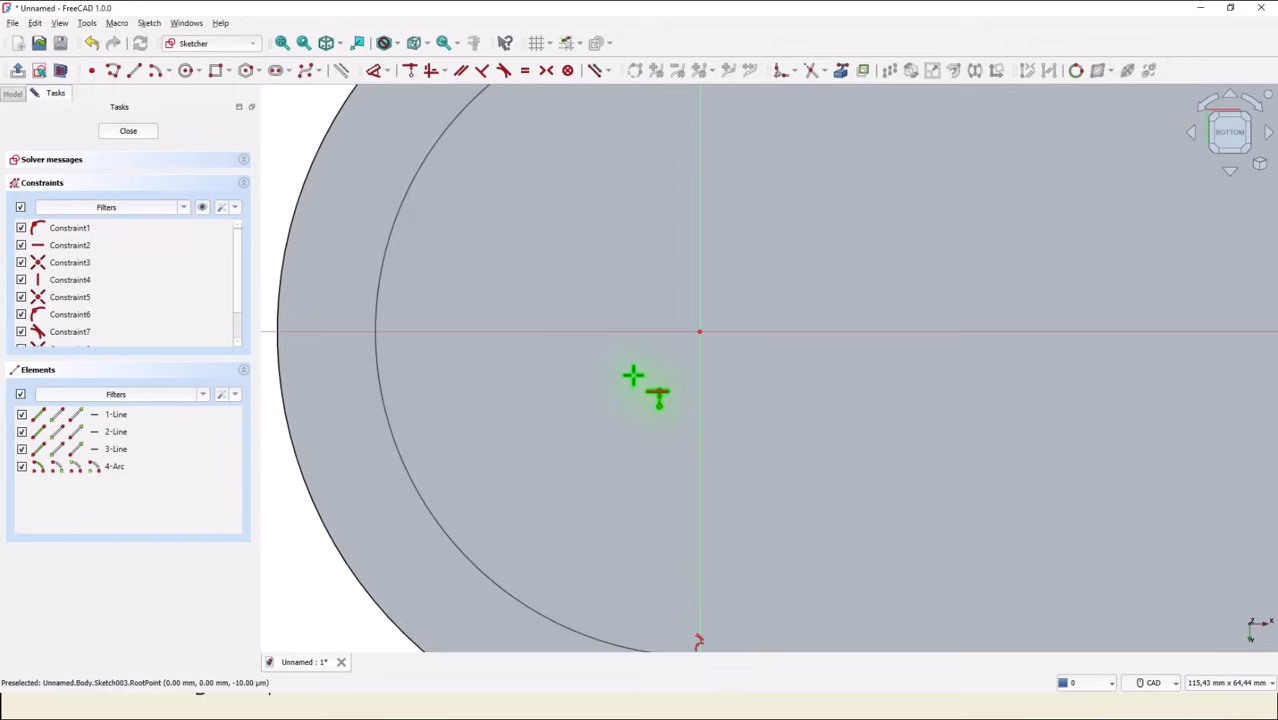 * Unnamed - FreeCAD 1.0.0
File Edit View Tools Macro Sketch Windows Help
Sketcher
Model Tasks
Tasks
Close
Solver messages
Constraints
Filters
Constraint1
Constraint2
Constraint3
Constraint4
Constraint5
Constraint6
Constraint7
Elements
Filters
1-Line
2-Line
3-Line
4-Arc
BOTTOM
Z
X
Y
Unnamed : 1*
Preselected: Unnamed.Body.Sketch003.RootPoint (0.00 mm, 0.00 mm, -10.00 µm)
0
CAD
115,43 mm x 64,44 mm